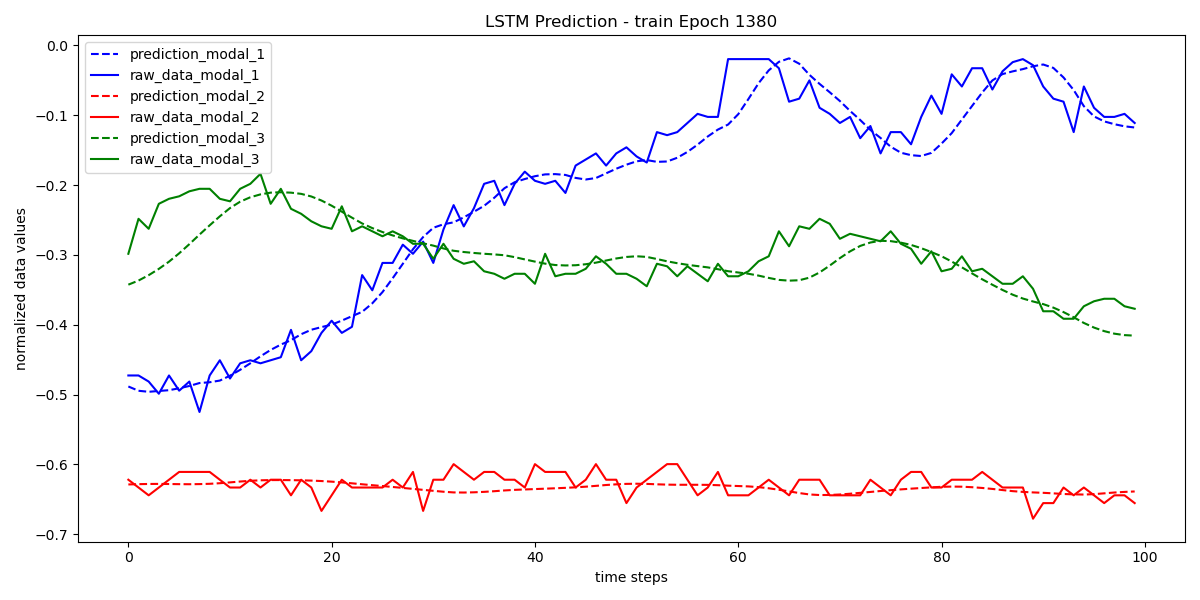 LSTM Prediction - train Epoch 1380
prediction_modal_1
raw_data_modal_1
prediction_modal_2
raw_data_modal_2
prediction_modal_3
raw_data_modal_3
normalized data values
0.0
−0.1
−0.2
−0.3
−0.4
−0.5
−0.6
−0.7
0 20 40 60 80 100
time steps